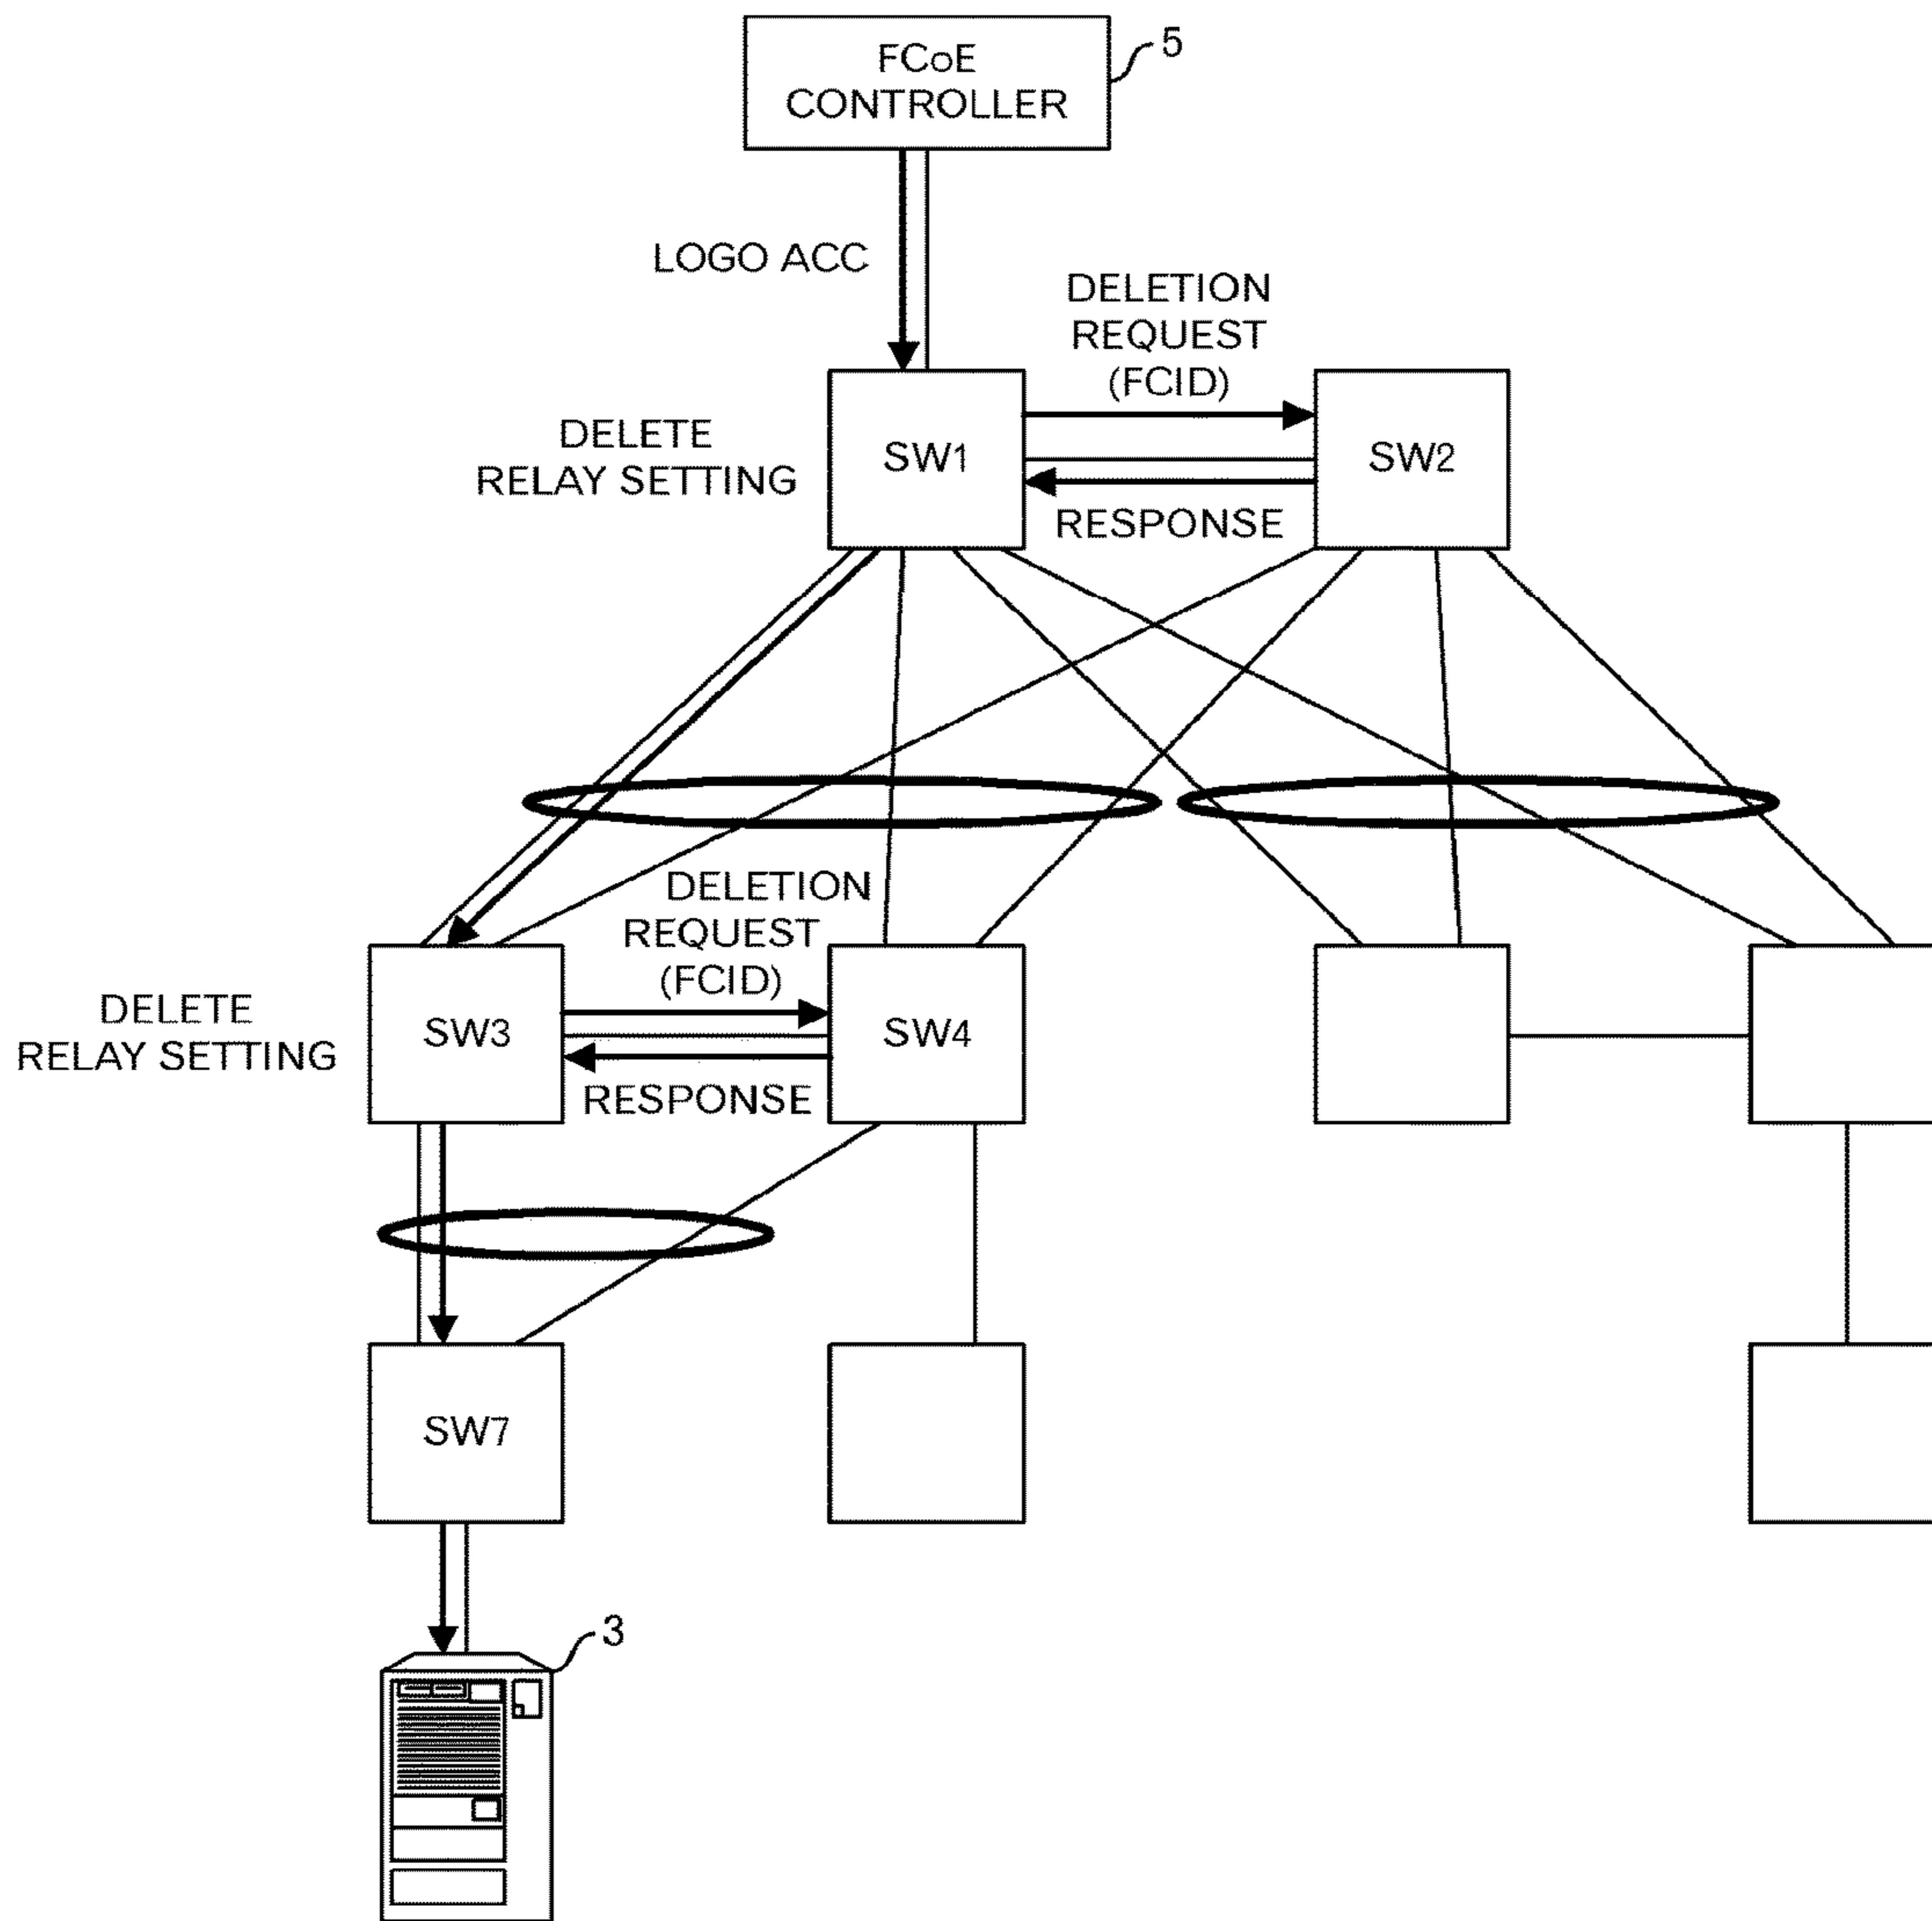 FCoE
CONTROLLER
5
LOGO ACC
DELETION
REQUEST
(FCID)
DELETE
RELAY SETTING
SW1
SW2
RESPONSE
DELETION
REQUEST
(FCID)
DELETE
RELAY SETTING
SW3
SW4
RESPONSE
SW7
3